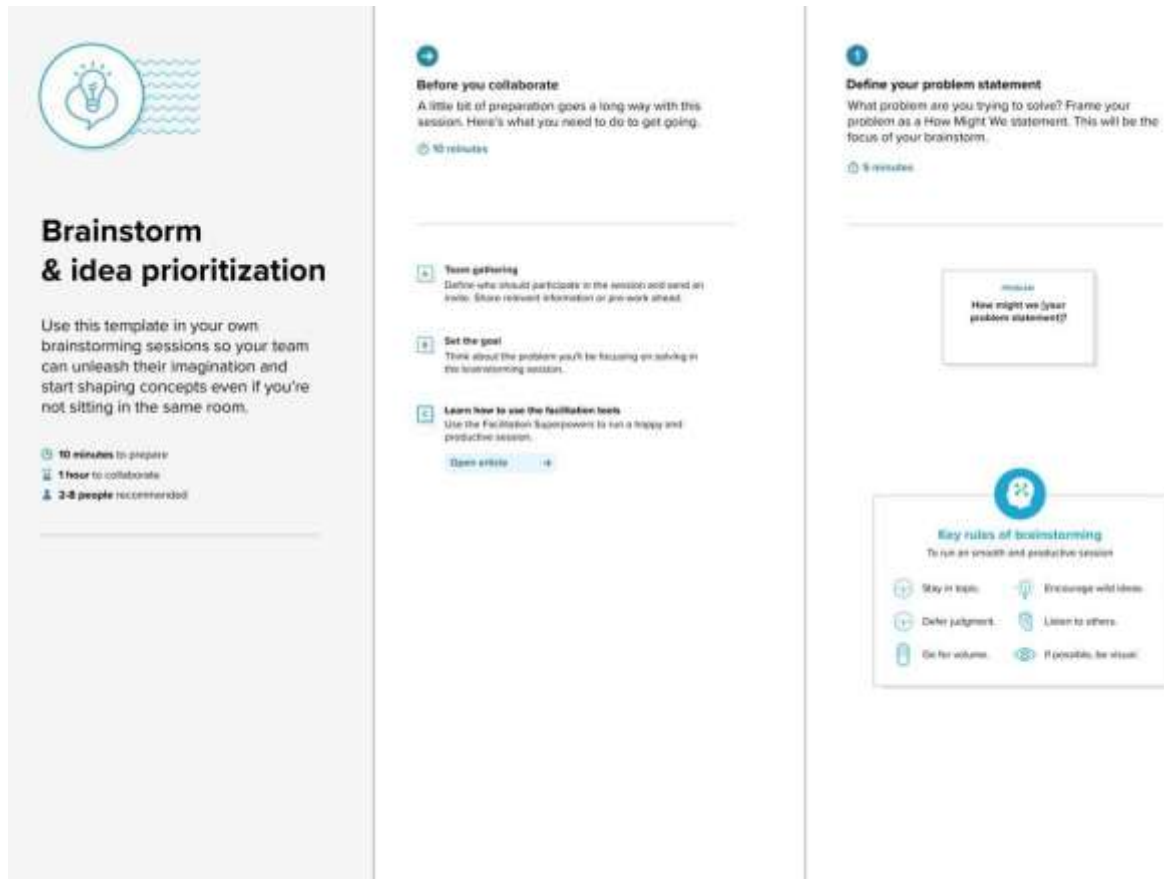 Brainstorm
& idea prioritization
Use this template in your own
brainstorming sessions so your team
can unleash their imagination and
start shaping concepts even if you're
not sitting in the same room.
10 minutes to prepare
1 hour to collaborate
2-8 people recommended
Before you collaborate
A little bit of preparation goes a long way with this
session. Here's what you need to do to get going.
10 minutes
A
Team gathering
Define who should participate in the session and send an
invite. Share relevant information or pre-work ahead.
B
Set the goal
Think about the problem you'll be focusing on solving in
the brainstorming session.
C
Learn how to use the facilitation tools
Use the Facilitation Superpowers to run a happy and
productive session.
Open article
1
Define your problem statement
What problem are you trying to solve? Frame your
problem as a How Might We statement. This will be the
focus of your brainstorm.
5 minutes
PROBLEM
How might we [your
problem statement]?
Key rules of brainstorming
To run an smooth and productive session
Stay in topic.
Encourage wild ideas.
Defer judgment.
Listen to others.
Go for volume.
If possible, be visual.